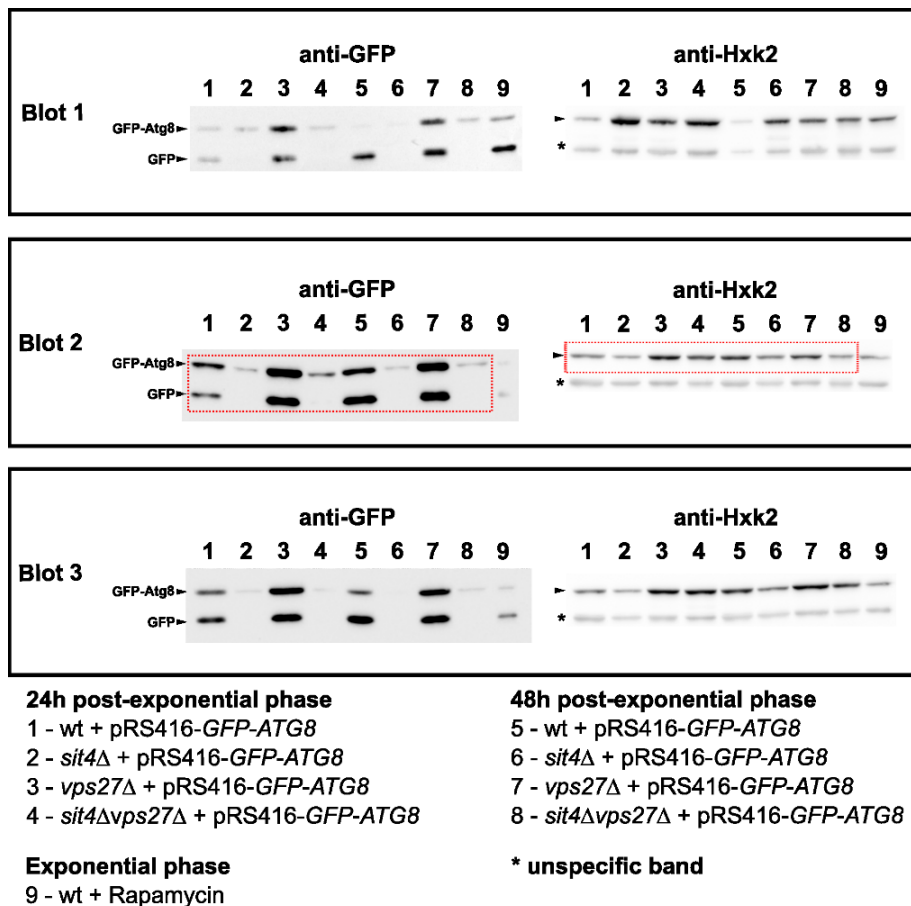 anti-GFP
anti-Hxk2
1 2 3 4 5 6 7 8 9
1 2 3 4 5 6 7 8 9
Blot 1
GFP-Atg8
GFP
*
anti-GFP
anti-Hxk2
1 2 3 4 5 6 7 8 9
1 2 3 4 5 6 7 8 9
Blot 2
GFP-Atg8
GFP
*
anti-GFP
anti-Hxk2
1 2 3 4 5 6 7 8 9
1 2 3 4 5 6 7 8 9
Blot 3
GFP-Atg8
GFP
*
24h post-exponential phase
1 - wt + pRS416-GFP-ATG8
2 - sit4Δ + pRS416-GFP-ATG8
3 - vps27Δ + pRS416-GFP-ATG8
4 - sit4Δvps27Δ + pRS416-GFP-ATG8
Exponential phase
9 - wt + Rapamycin
48h post-exponential phase
5 - wt + pRS416-GFP-ATG8
6 - sit4Δ + pRS416-GFP-ATG8
7 - vps27Δ + pRS416-GFP-ATG8
8 - sit4Δvps27Δ + pRS416-GFP-ATG8
* unspecific band